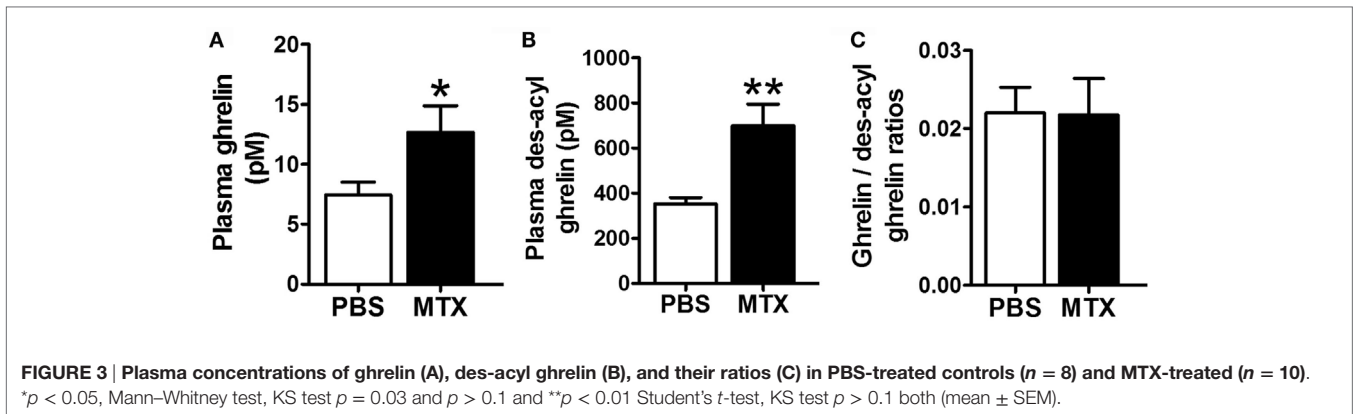 A
Plasma ghrelin
(pM)
20
15
10
5
0
*
PBS MTX
B
Plasma des-acyl
ghrelin (pM)
1000
800
600
400
200
0
**
PBS MTX
C
Ghrelin / des-acyl
ghrelin ratios
0.03
0.02
0.01
0.00
PBS MTX
FIGURE 3 | Plasma concentrations of ghrelin (A), des-acyl ghrelin (B), and their ratios (C) in PBS-treated controls (n = 8) and MTX-treated (n = 10).
*p < 0.05, Mann–Whitney test, KS test p = 0.03 and p > 0.1 and **p < 0.01 Student's t-test, KS test p > 0.1 both (mean ± SEM).